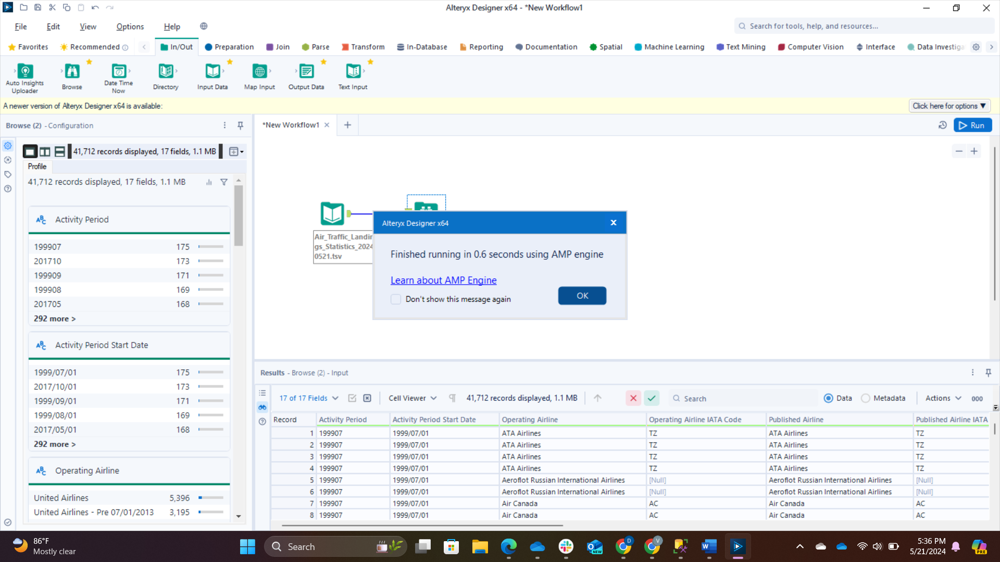 Alteryx Designer x64 - *New Workflow1
File Edit View Options Help
Search for tools, help, and resources...
Favorites Recommended In/Out Preparation Join Parse Transform In-Database Reporting Documentation Spatial Machine Learning Text Mining Computer Vision Interface Data Investiga
Auto Insights Uploader
Browse
Date Time Now
Directory
Input Data
Map Input
Output Data
Text Input
A newer version of Alteryx Designer x64 is available:
Click here for options ▼
Browse (2) - Configuration
*New Workflow1
Run
41,712 records displayed, 17 fields, 1.1 MB
Profile
41,712 records displayed, 17 fields, 1.1 MB
ABC Activity Period
199907 175
201710 173
199909 171
199908 169
201705 168
292 more >
ABC Activity Period Start Date
1999/07/01 175
2017/10/01 173
1999/09/01 171
1999/08/01 169
2017/05/01 168
292 more >
ABC Operating Airline
United Airlines 5,396
United Airlines - Pre 07/01/2013 3,195
Air_Traffic_Landin
gs_Statistics_2024
0521.tsv
Alteryx Designer x64
Finished running in 0.6 seconds using AMP engine
Learn about AMP Engine
Don't show this message again
OK
Results - Browse (2) - Input
17 of 17 Fields Cell Viewer 41,712 records displayed, 1.1 MB Search Data Metadata Actions 000
Record Activity Period Activity Period Start Date Operating Airline Operating Airline IATA Code Published Airline Published Airline IATA
1 199907 1999/07/01 ATA Airlines TZ ATA Airlines TZ
2 199907 1999/07/01 ATA Airlines TZ ATA Airlines TZ
3 199907 1999/07/01 ATA Airlines TZ ATA Airlines TZ
4 199907 1999/07/01 ATA Airlines TZ ATA Airlines TZ
5 199907 1999/07/01 Aeroflot Russian International Airlines [Null] Aeroflot Russian International Airlines [Null]
6 199907 1999/07/01 Aeroflot Russian International Airlines [Null] Aeroflot Russian International Airlines [Null]
7 199907 1999/07/01 Air Canada AC Air Canada AC
8 199907 1999/07/01 Air Canada AC Air Canada AC
86°F
Mostly clear
Search
NEW
D
V
W
5:36 PM
5/21/2024
PRE